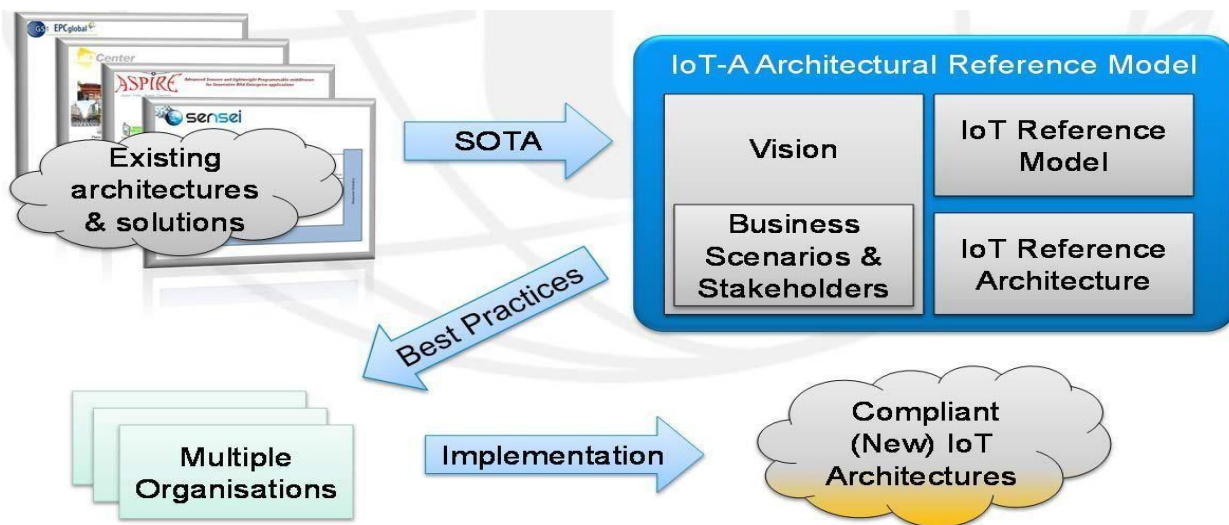 GS1 EPCglobal
Center
ASPIRE
Advanced Sensors and lightweight Programmable middleware
for Innovative Rfid Enterprise applications
sensei
Existing
architectures
& solutions
SOTA
IoT-A Architectural Reference Model
Vision
Business
Scenarios &
Stakeholders
IoT Reference
Model
IoT Reference
Architecture
Best Practices
Multiple
Organisations
Implementation
Compliant
(New) IoT
Architectures